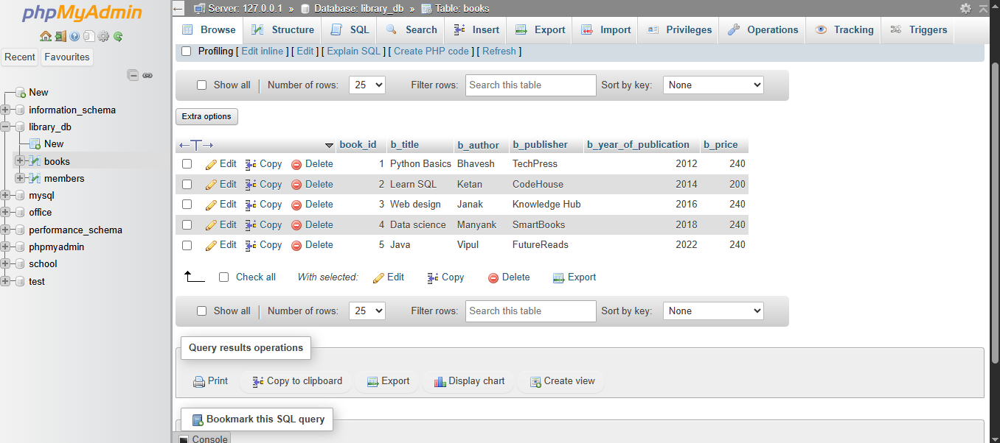 phpMyAdmin
Recent Favourites
New
information_schema
library_db
New
books
members
mysql
office
performance_schema
phpmyadmin
school
test
Server: 127.0.0.1 » Database: library_db » Table: books
Browse Structure SQL Search Insert Export Import Privileges Operations Tracking Triggers
Profiling [ Edit inline ] [ Edit ] [ Explain SQL ] [ Create PHP code ] [ Refresh ]
Show all Number of rows: 25 Filter rows: Search this table Sort by key: None
Extra options
book_id b_title b_author b_publisher b_year_of_publication b_price
Edit Copy Delete 1 Python Basics Bhavesh TechPress 2012 240
Edit Copy Delete 2 Learn SQL Ketan CodeHouse 2014 200
Edit Copy Delete 3 Web design Janak Knowledge Hub 2016 240
Edit Copy Delete 4 Data science Manyank SmartBooks 2018 240
Edit Copy Delete 5 Java Vipul FutureReads 2022 240
Check all With selected: Edit Copy Delete Export
Show all Number of rows: 25 Filter rows: Search this table Sort by key: None
Query results operations
Print Copy to clipboard Export Display chart Create view
Bookmark this SQL query
Console